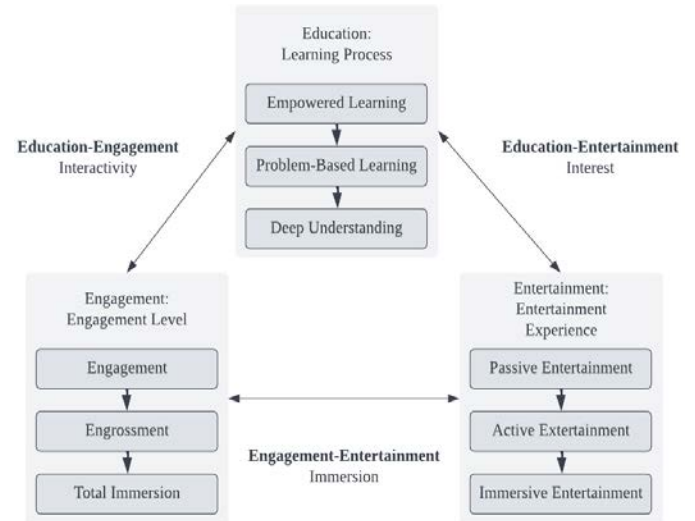 Education:
Learning Process
Empowered Learning
Problem-Based Learning
Deep Understanding
Education-Engagement
Interactivity
Education-Entertainment
Interest
Engagement:
Engagement Level
Engagement
Engrossment
Total Immersion
Entertainment:
Entertainment
Experience
Passive Entertainment
Active Extertainment
Immersive Entertainment
Engagement-Entertainment
Immersion